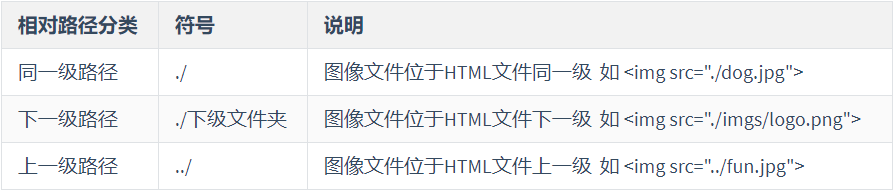 相对路径分类 符号 说明
同一级路径 ./ 图像文件位于HTML文件同一级 如 <img src="./dog.jpg">
下一级路径 ./下级文件夹 图像文件位于HTML文件下一级 如 <img src="./imgs/logo.png">
上一级路径 ../ 图像文件位于HTML文件上一级 如 <img src="../fun.jpg">